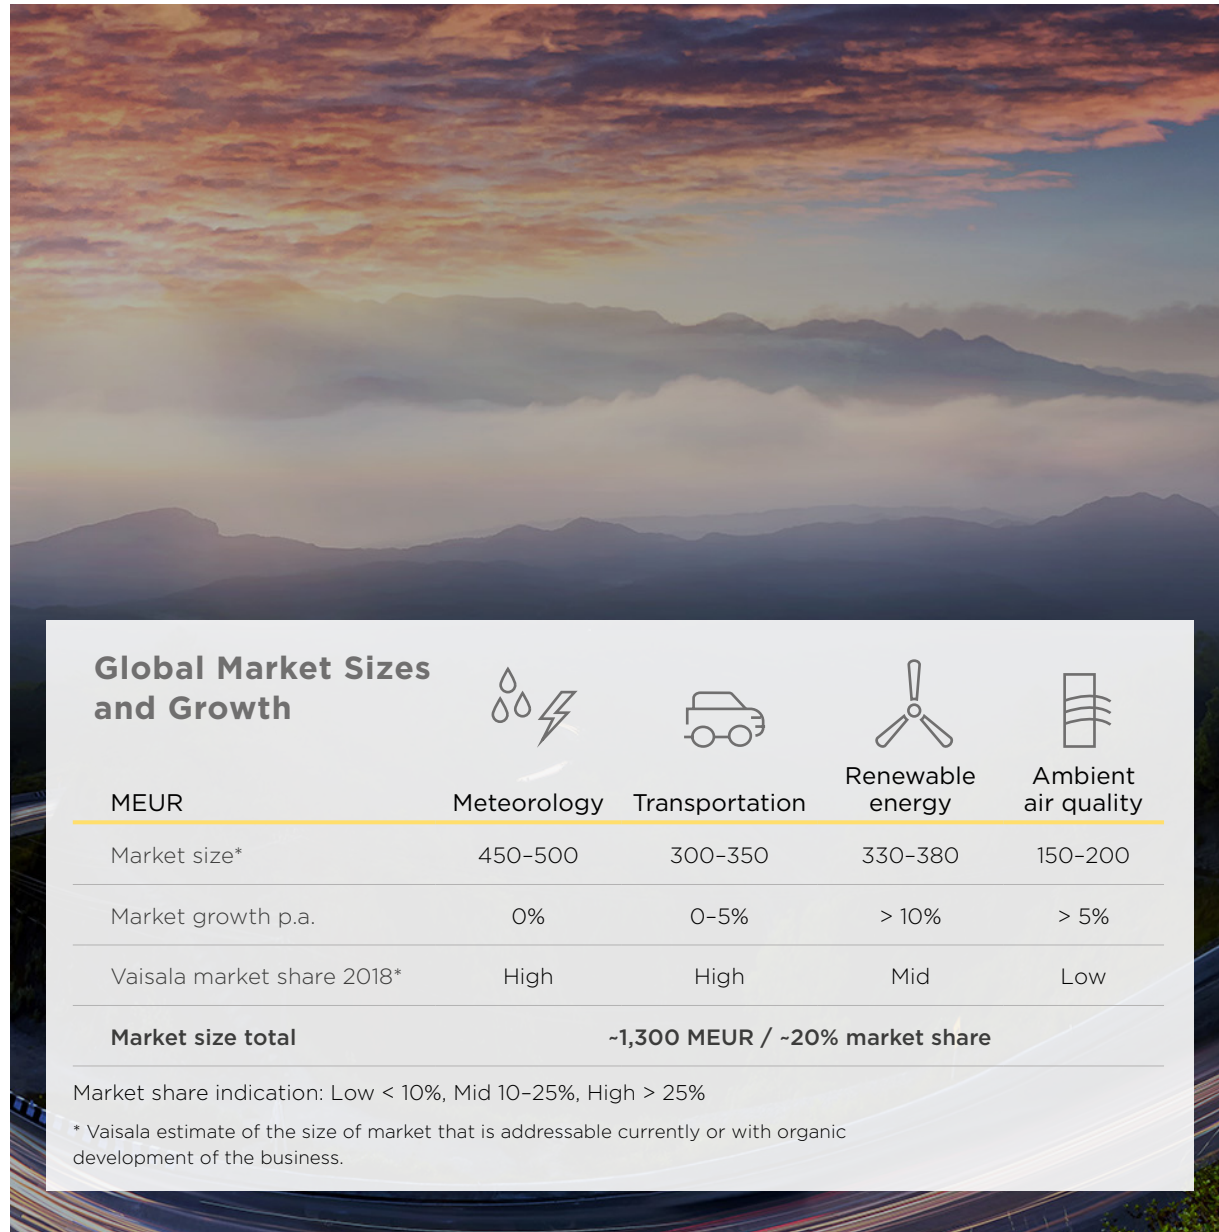 Global Market Sizes
and Growth
MEUR
Meteorology
Transportation
Renewable
energy
Ambient
air quality
Market size* 450–500 300–350 330–380 150–200
Market growth p.a. 0% 0–5% > 10% > 5%
Vaisala market share 2018* High High Mid Low
Market size total ~1,300 MEUR / ~20% market share
Market share indication: Low < 10%, Mid 10–25%, High > 25%
* Vaisala estimate of the size of market that is addressable currently or with organic
development of the business.